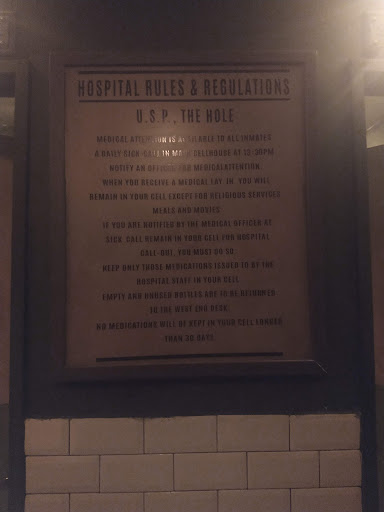 HOSPITAL RULES & REGULATIONS
U.S.P., THE HOLE
MEDICAL ATTENTION IS AVAILABLE TO ALL INMATES
A DAILY SICK-CALL IN MAIN CELLHOUSE AT 12-30PM
NOTIFY AN OFFICER FOR MEDICALATTENTION.
WHEN YOU RECEIVE A MEDICAL LAY-IN, YOU WILL
REMAIN IN YOUR CELL EXCEPT FOR RELIGIOUS SERVICES
MEALS AND MOVIES
IF YOU ARE NOTIFIED BY THE MEDICAL OFFICER AT
SICK-CALL REMAIN IN YOUR CELL FOR HOSPITAL
CALL-OUT, YOU MUST DO SO
KEEP ONLY THOSE MEDICATIONS ISSUED TO BY THE
HOSPITAL STAFF IN YOUR CELL
EMPTY AND UNUSED BOTTLES ARE TO BE RETURNED
TO THE WEST END DESK.
NO MEDICATIONS WILL BE KEPT IN YOUR CELL LONGER
THAN 30 DAYS.